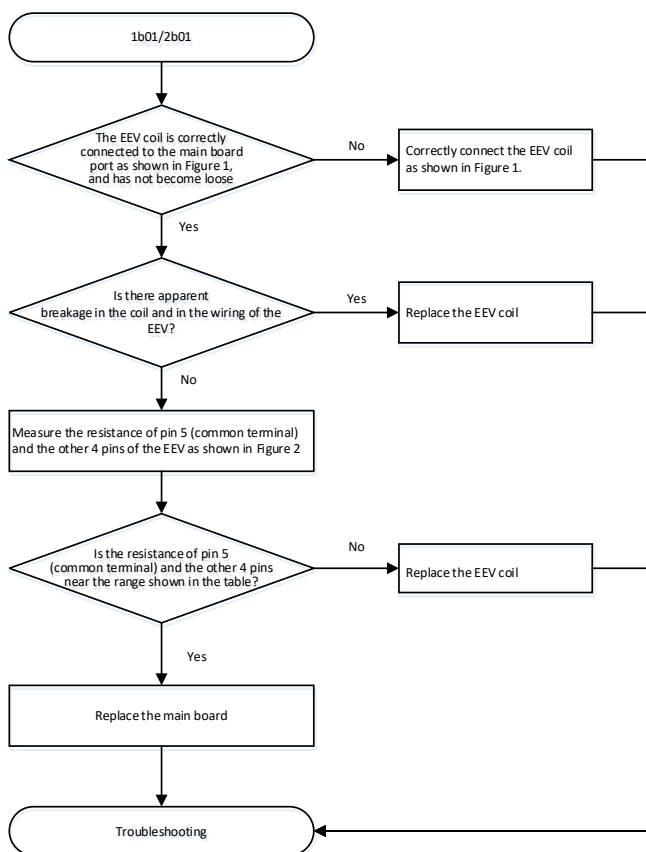 1b01/2b01
The EEV coil is correctly
connected to the main board
port as shown in Figure 1,
and has not become loose
No
Correctly connect the EEV coil
as shown in Figure 1.
Yes
Is there apparent
breakage in the coil and in the wiring of the
EEV?
Yes
Replace the EEV coil
No
Measure the resistance of pin 5 (common terminal)
and the other 4 pins of the EEV as shown in Figure 2
Is the resistance of pin 5
(common terminal) and the other 4 pins
near the range shown in the table?
No
Replace the EEV coil
Yes
Replace the main board
Troubleshooting